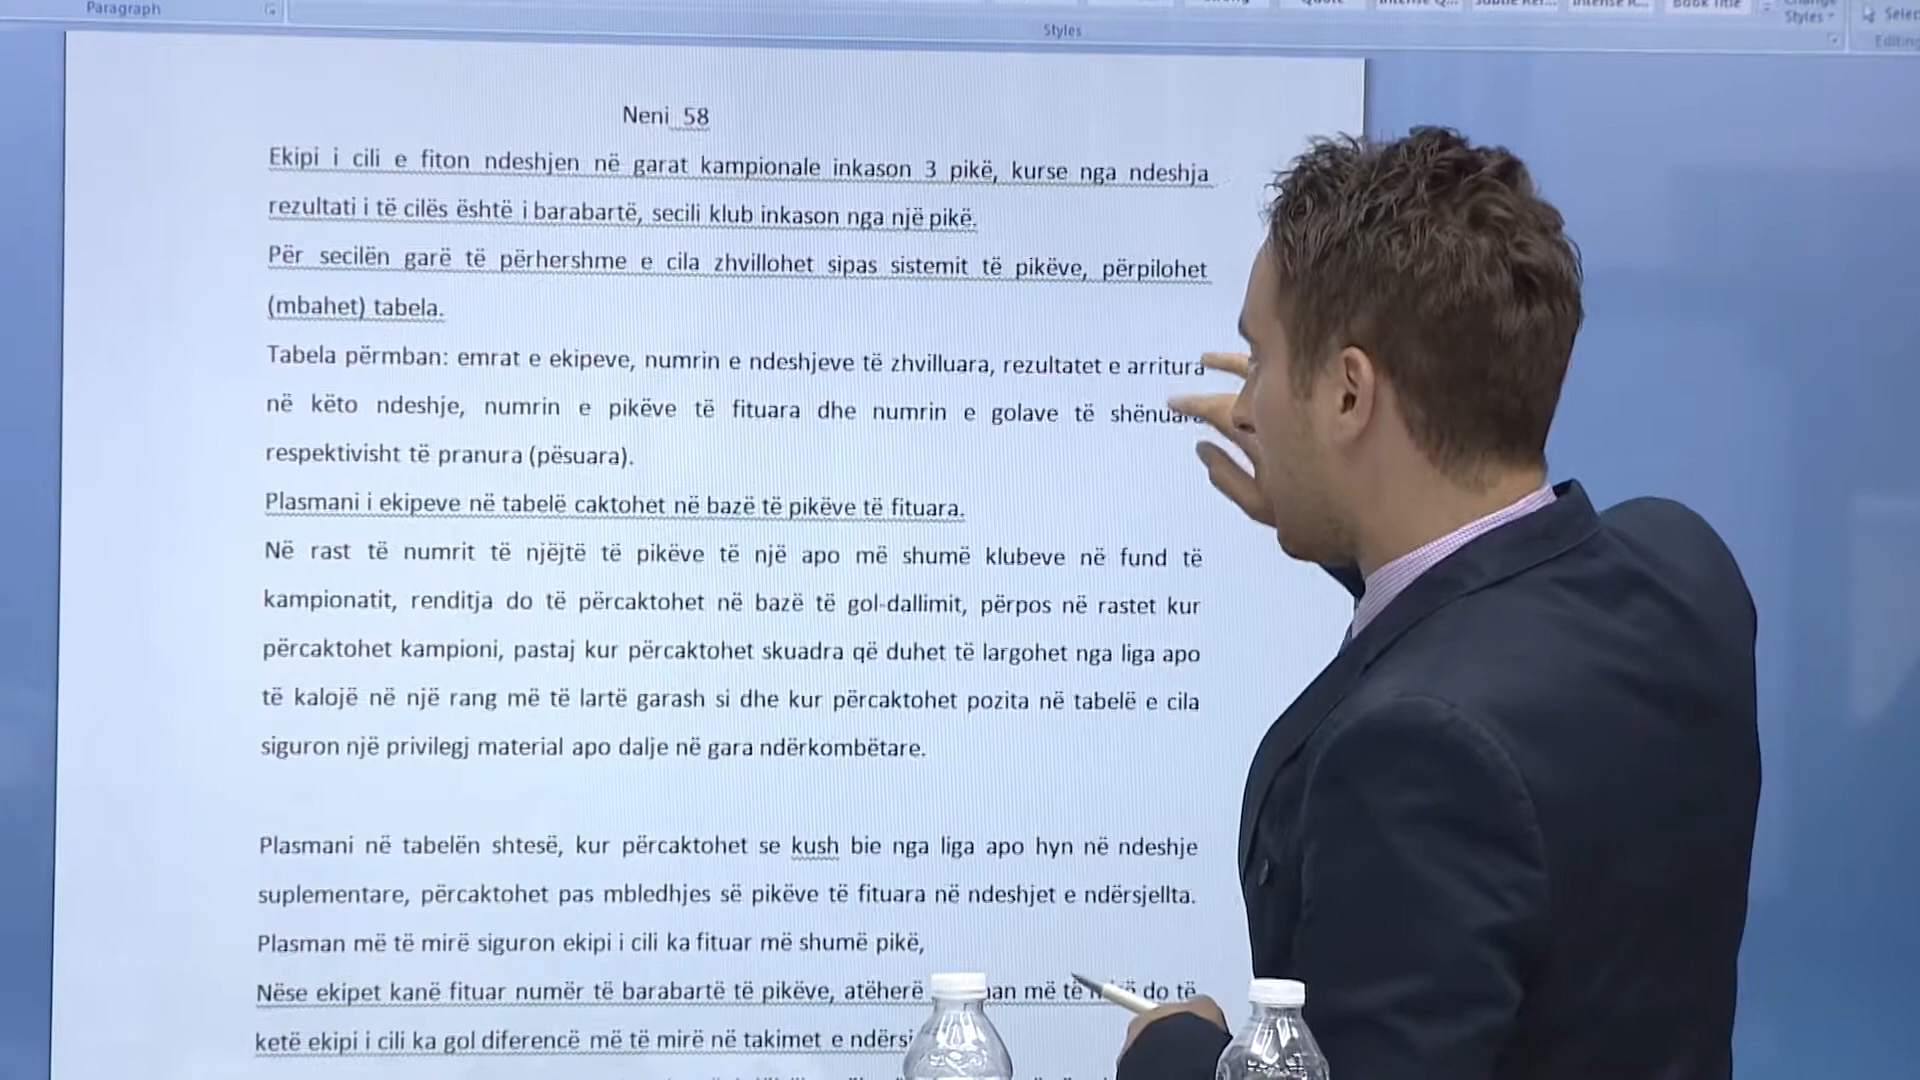 Paragraph
Styles
Styles
Editing
Neni 58
Ekipi i cili e fiton ndeshjen në garat kampionale inkason 3 pikë, kurse nga ndeshja
rezultati i të cilës është i barabartë, secili klub inkason nga një pikë.
Për secilën garë të përhershme e cila zhvillohet sipas sistemit të pikëve, përpilohet
(mbahet) tabela.
Tabela përmban: emrat e ekipeve, numrin e ndeshjeve të zhvilluara, rezultatet e arritura
në këto ndeshje, numrin e pikëve të fituara dhe numrin e golave të shënuara
respektivisht të pranura (pësuara).
Plasmani i ekipeve në tabelë caktohet në bazë të pikëve të fituara.
Në rast të numrit të njëjtë të pikëve të një apo më shumë klubeve në fund të
kampionatit, renditja do të përcaktohet në bazë të gol-dallimit, përpos në rastet kur
përcaktohet kampioni, pastaj kur përcaktohet skuadra që duhet të largohet nga liga apo
të kalojë në një rang më të lartë garash si dhe kur përcaktohet pozita në tabelë e cila
siguron një privilegj material apo dalje në gara ndërkombëtare.
Plasmani në tabelën shtesë, kur përcaktohet se kush bie nga liga apo hyn në ndeshje
suplementare, përcaktohet pas mbledhjes së pikëve të fituara në ndeshjet e ndërsjellta.
Plasman më të mirë siguron ekipi i cili ka fituar më shumë pikë,
Nëse ekipet kanë fituar numër të barabartë të pikëve, atëherë më të do të
ketë ekipi i cili ka gol diferencë më të mirë në takimet e